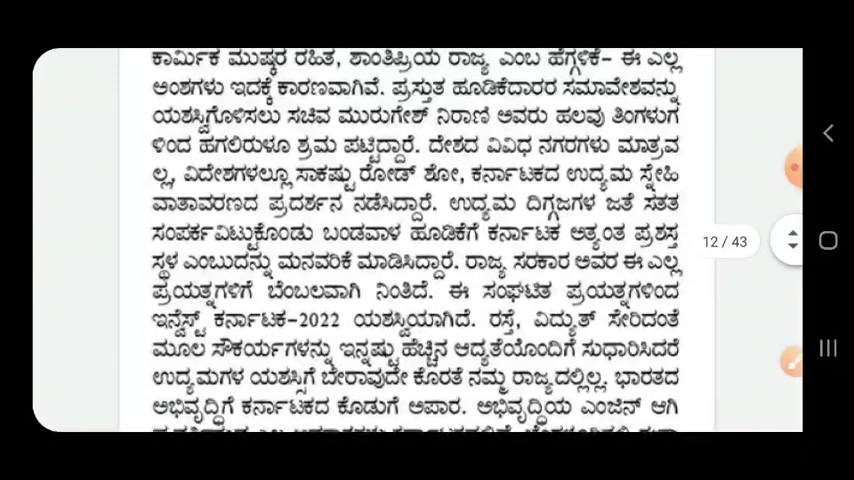 ಕಾರ್ಮಿಕ ಮುಷ್ಕರ ರಹಿತ, ಶಾಂತಿಪ್ರಿಯ ರಾಜ್ಯ ಎಂಬ ಹೆಗ್ಗಳಿಕೆ– ಈ ಎಲ್ಲ
ಅಂಶಗಳು ಇದಕ್ಕೆ ಕಾರಣವಾಗಿವೆ. ಪ್ರಸ್ತುತ ಹೂಡಿಕೆದಾರರ ಸಮಾವೇಶವನ್ನು
ಯಶಸ್ವಿಗೊಳಿಸಲು ಸಚಿವ ಮುರುಗೇಶ್ ನಿರಾಣಿ ಅವರು ಹಲವು ತಿಂಗಳುಗ
ಳಿಂದ ಹಗಲಿರುಳೂ ಶ್ರಮ ಪಟ್ಟಿದ್ದಾರೆ. ದೇಶದ ವಿವಿಧ ನಗರಗಳು ಮಾತ್ರವ
ಲ್ಲ, ವಿದೇಶಗಳಲ್ಲೂ ಸಾಕಷ್ಟು ರೋಡ್ ಶೋ, ಕರ್ನಾಟಕದ ಉದ್ಯಮ ಸ್ನೇಹಿ
ವಾತಾವರಣದ ಪ್ರದರ್ಶನ ನಡೆಸಿದ್ದಾರೆ. ಉದ್ಯಮ ದಿಗ್ಗಜಗಳ ಜತೆ ಸತತ
ಸಂಪರ್ಕವಿಟ್ಟುಕೊಂಡು ಬಂಡವಾಳ ಹೂಡಿಕೆಗೆ ಕರ್ನಾಟಕ ಅತ್ಯಂತ ಪ್ರಶಸ್ತ
ಸ್ಥಳ ಎಂಬುದನ್ನು ಮನವರಿಕೆ ಮಾಡಿಸಿದ್ದಾರೆ. ರಾಜ್ಯ ಸರಕಾರ ಅವರ ಈ ಎಲ್ಲ
ಪ್ರಯತ್ನಗಳಿಗೆ ಬೆಂಬಲವಾಗಿ ನಿಂತಿದೆ. ಈ ಸಂಘಟಿತ ಪ್ರಯತ್ನಗಳಿಂದ
ಇನ್ವೆಸ್ಟ್ ಕರ್ನಾಟಕ–2022 ಯಶಸ್ವಿಯಾಗಿದೆ. ರಸ್ತೆ, ವಿದ್ಯುತ್ ಸೇರಿದಂತೆ
ಮೂಲ ಸೌಕರ್ಯಗಳನ್ನು ಇನ್ನಷ್ಟು ಹೆಚ್ಚಿನ ಆದ್ಯತೆಯೊಂದಿಗೆ ಸುಧಾರಿಸಿದರೆ
ಉದ್ಯಮಗಳ ಯಶಸ್ಸಿಗೆ ಬೇರಾವುದೇ ಕೊರತೆ ನಮ್ಮ ರಾಜ್ಯದಲ್ಲಿಲ್ಲ. ಭಾರತದ
ಅಭಿವೃದ್ಧಿಗೆ ಕರ್ನಾಟಕದ ಕೊಡುಗೆ ಅಪಾರ. ಅಭಿವೃದ್ಧಿಯ ಎಂಜಿನ್ ಆಗಿ
12 / 43